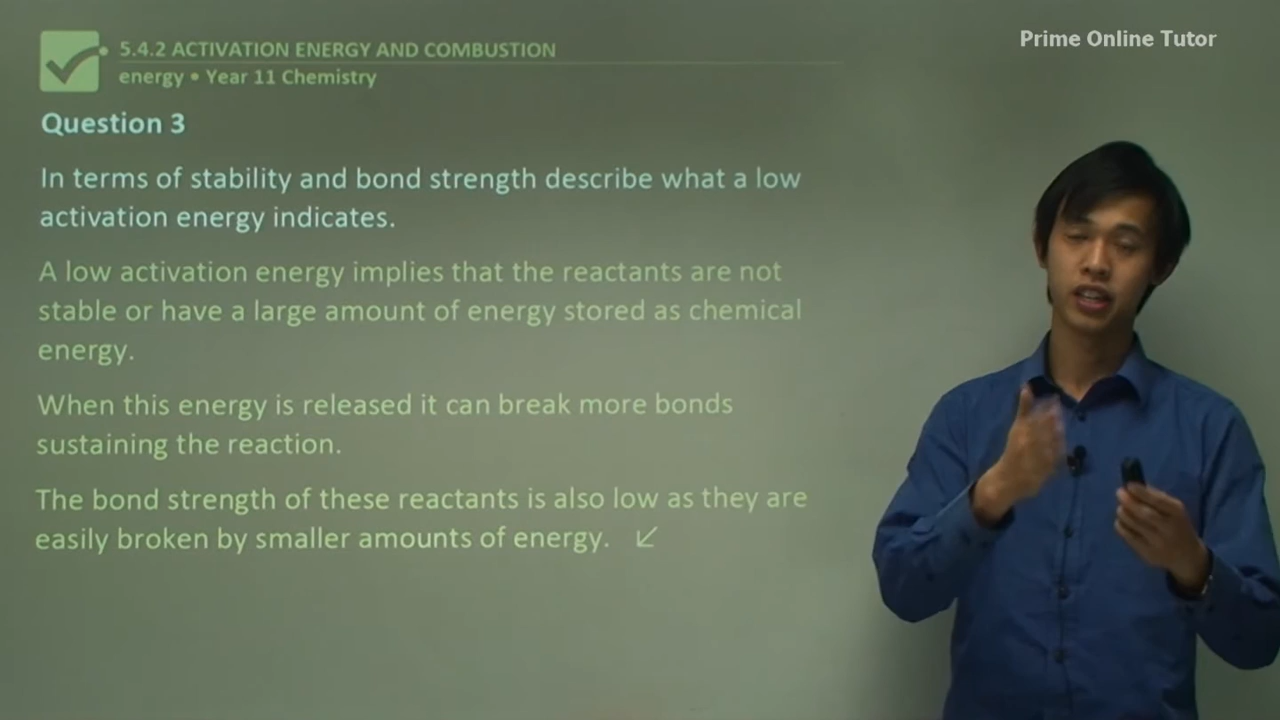 5.4.2 ACTIVATION ENERGY AND COMBUSTION
energy • Year 11 Chemistry
Prime Online Tutor
Question 3
In terms of stability and bond strength describe what a low
activation energy indicates.
A low activation energy implies that the reactants are not
stable or have a large amount of energy stored as chemical
energy.
When this energy is released it can break more bonds
sustaining the reaction.
The bond strength of these reactants is also low as they are
easily broken by smaller amounts of energy.